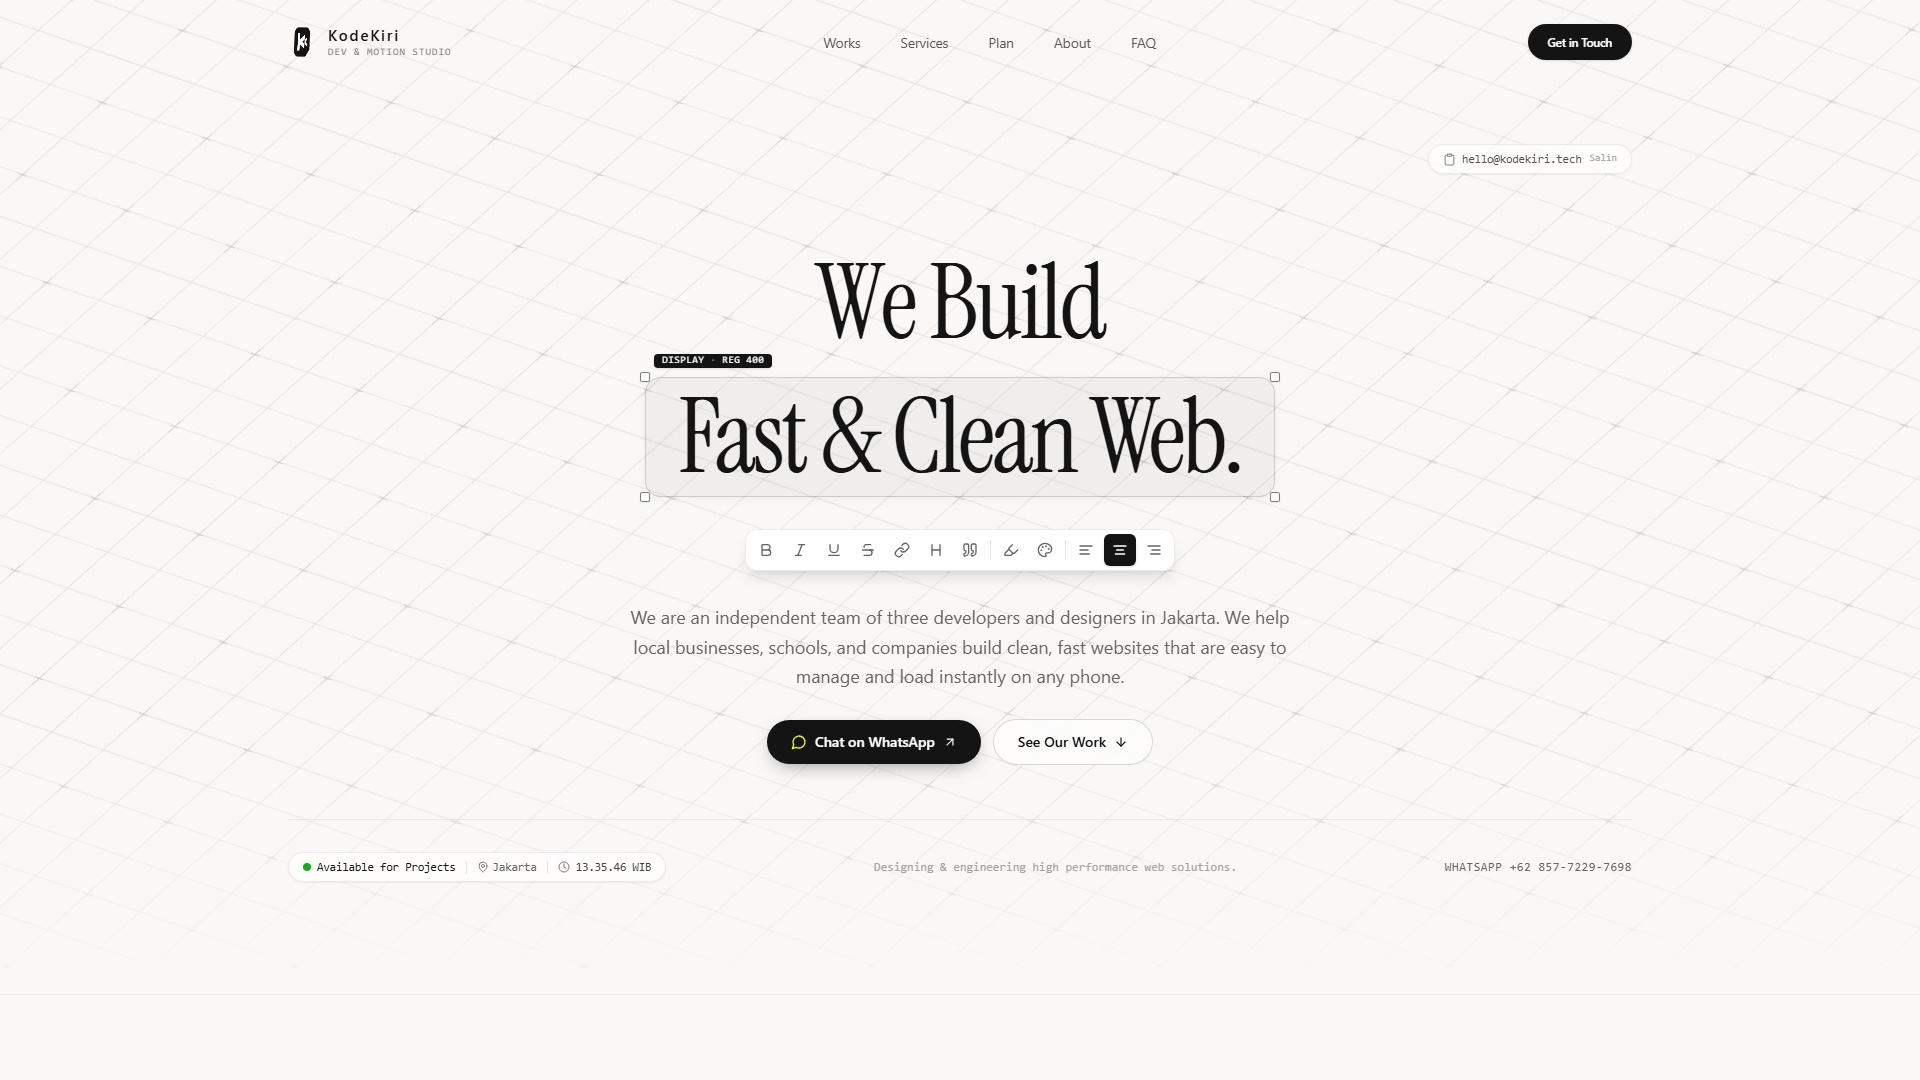 KodeKiri
DEV & MOTION STUDIO
Works
Services
Plan
About
FAQ
Get in Touch
hello@kodekiri.tech Salin
We Build
DISPLAY · REG 400
Fast & Clean Web.
We are an independent team of three developers and designers in Jakarta. We help
local businesses, schools, and companies build clean, fast websites that are easy to
manage and load instantly on any phone.
Chat on WhatsApp
See Our Work
Available for Projects
Jakarta
13.35.46 WIB
Designing & engineering high performance web solutions.
WHATSAPP +62 857-7229-7698